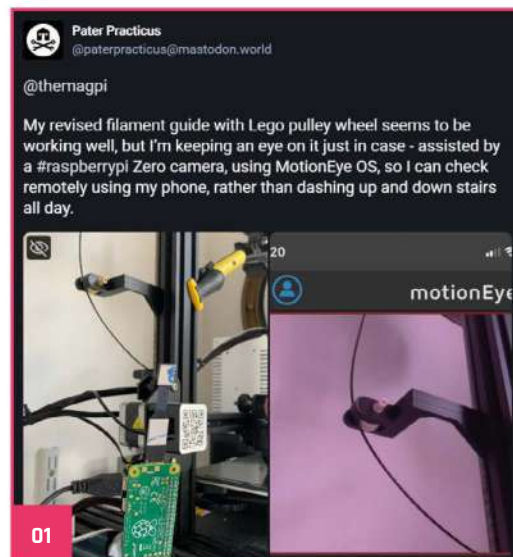 Pater Practicus
@paterpracticus@mastodon.world
@themagpi
My revised filament guide with Lego pulley wheel seems to be
working well, but I'm keeping an eye on it just in case - assisted by
a #raspberrypi Zero camera, using MotionEye OS, so I can check
remotely using my phone, rather than dashing up and down stairs
all day.
20
motionEye
01